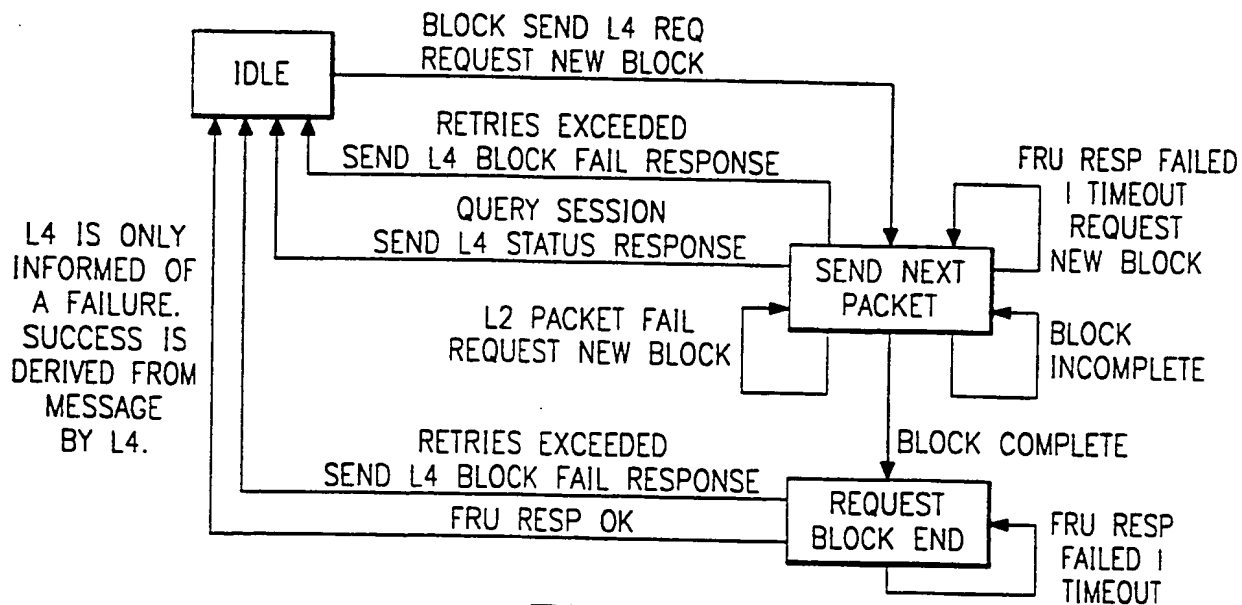 BLOCK SEND L4 REQ
REQUEST NEW BLOCK
IDLE
RETRIES EXCEEDED
SEND L4 BLOCK FAIL RESPONSE
FRU RESP FAILED
I TIMEOUT
REQUEST
NEW BLOCK
QUERY SESSION
SEND L4 STATUS RESPONSE
L4 IS ONLY
INFORMED OF
A FAILURE.
SUCCESS IS
DERIVED FROM
MESSAGE
BY L4.
SEND NEXT
PACKET
L2 PACKET FAIL
REQUEST NEW BLOCK
BLOCK
INCOMPLETE
BLOCK COMPLETE
RETRIES EXCEEDED
SEND L4 BLOCK FAIL RESPONSE
FRU RESP OK
REQUEST
BLOCK END
FRU RESP
FAILED I
TIMEOUT